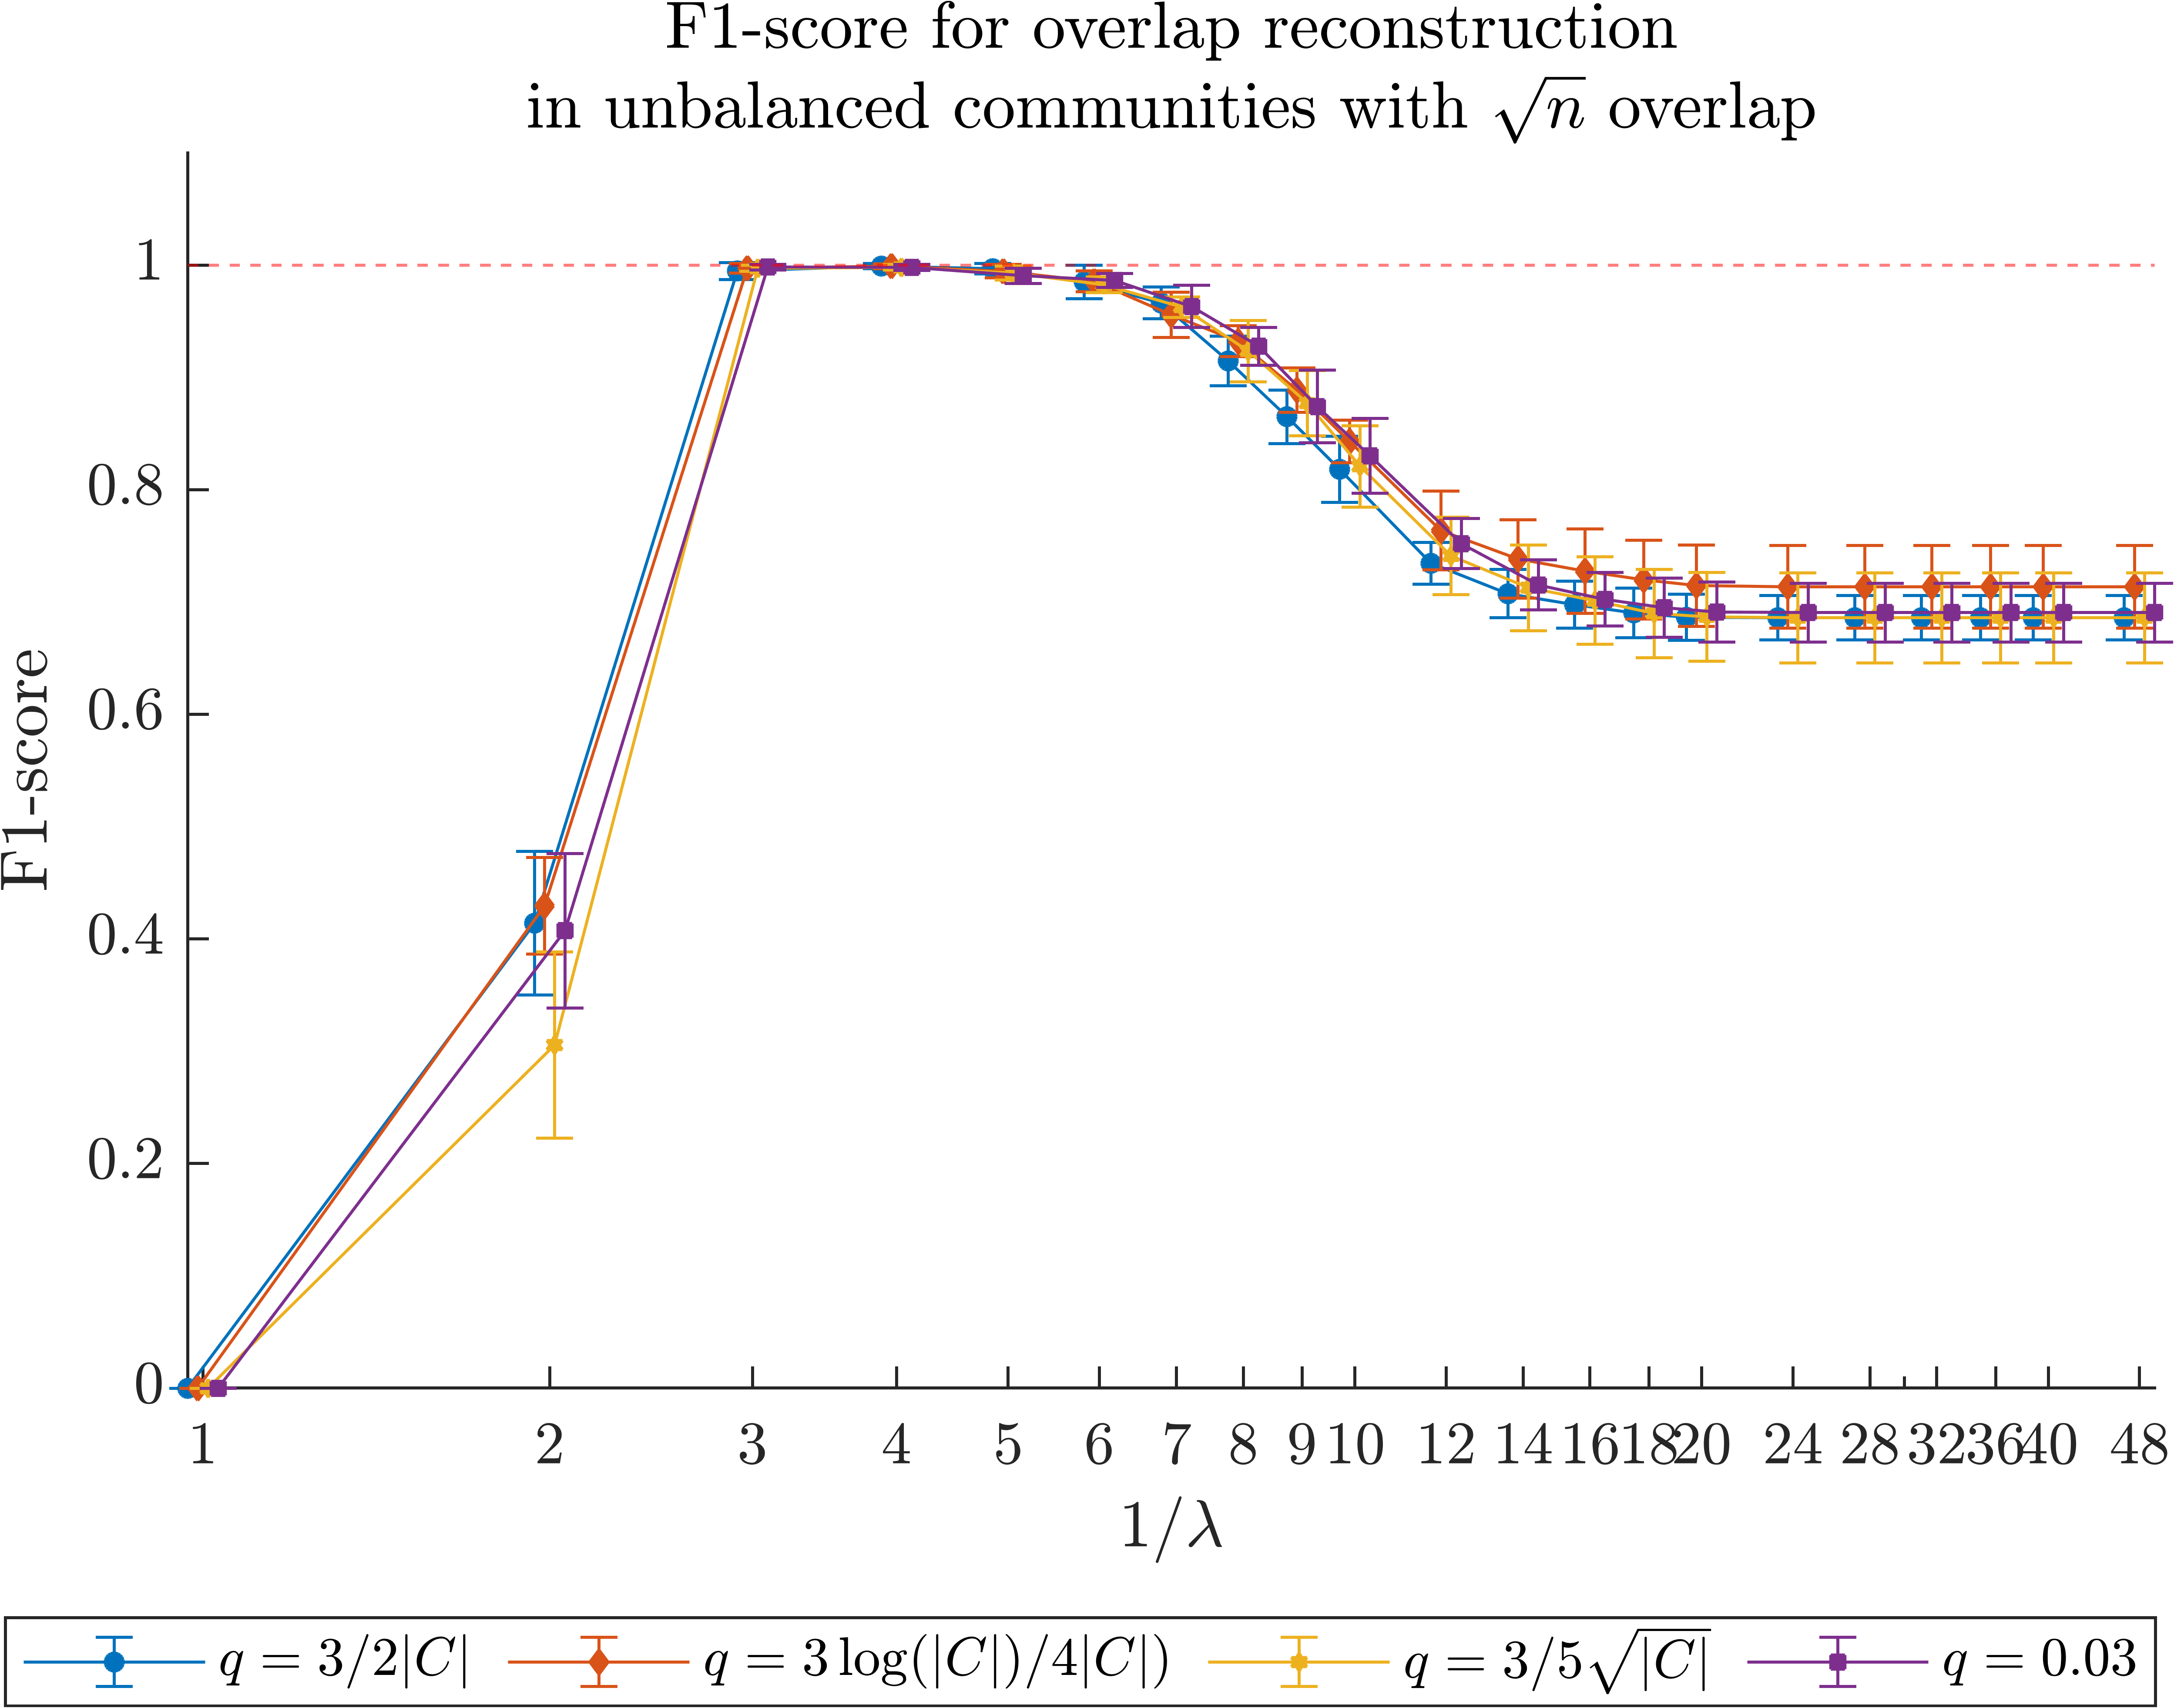 F1-score for overlap reconstruction
in unbalanced communities with √n overlap
1
0.8
0.6
0.4
0.2
0
F1-score
1 2 3 4 5 6 7 8 9 10 12 14 16 18 20 24 28 32 36 40 48
1/λ
q = 3/2|C| q = 3 log(|C|)/4|C| q = 3/5√|C| q = 0.03